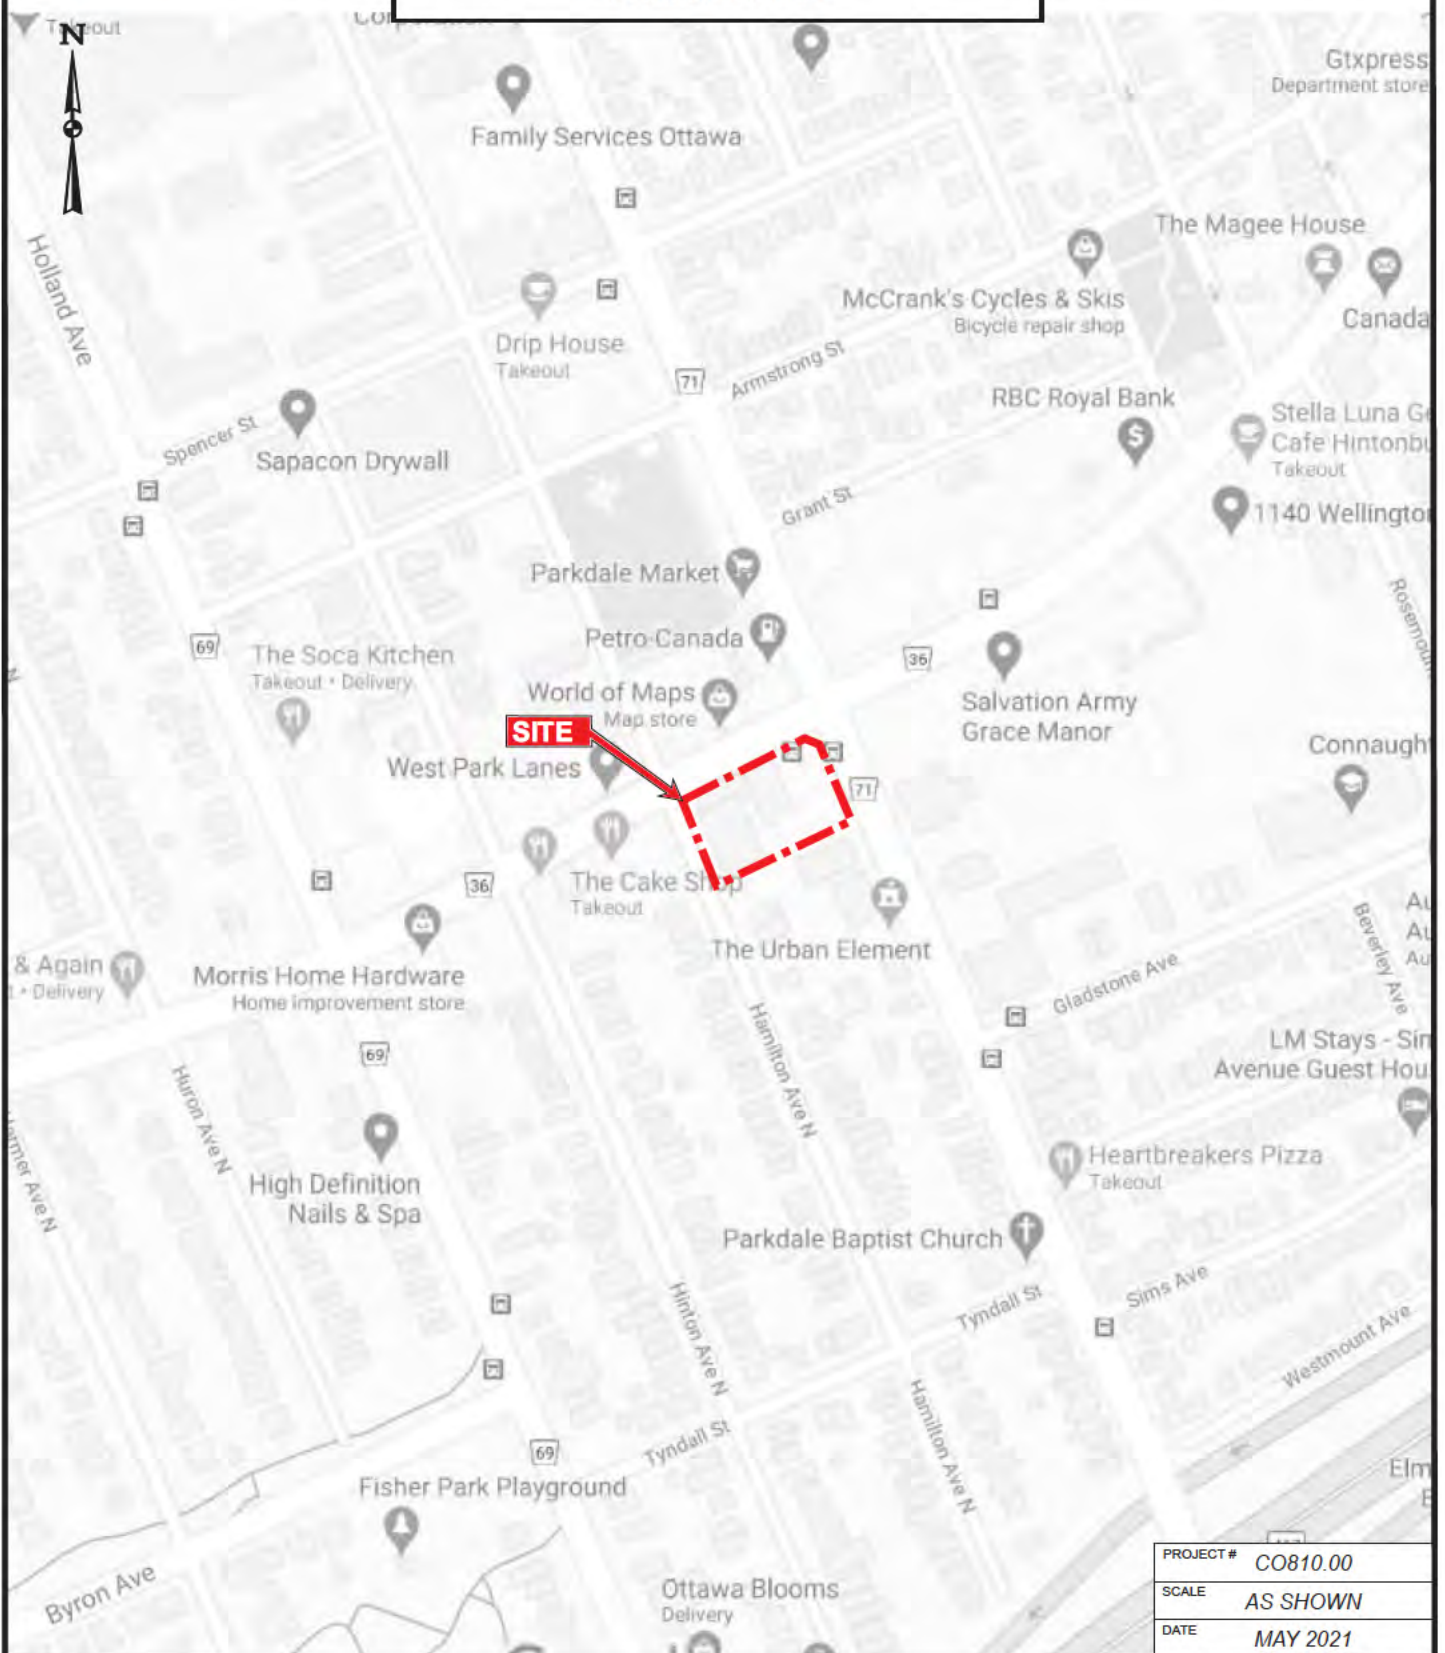 Takeout
N
Family Services Ottawa
Gtxpress
Department store
The Magee House
Holland Ave
McCrank's Cycles & Skis
Bicycle repair shop
Canada
Drip House
Takeout
71
Armstrong St
RBC Royal Bank
Stella Luna
Cafe
Takeout
Spencer St
Sapacon Drywall
Grant St
1140
Parkdale Market
Petro-Canada
69
The Soca Kitchen
Takeout • Delivery
36
World of Maps
Map store
Salvation Army
Grace Manor
SITE
West Park Lanes
Connaught
71
36
The Cake Shop
Takeout
The Urban Element
& Again
• Delivery
Morris Home Hardware
Home improvement store
Gladstone Ave
Beverley Ave
69
Hamilton Ave N
LM Stays -
Avenue Guest
Huron Ave N
Heartbreakers Pizza
Takeout
High Definition
Nails & Spa
Parkdale Baptist Church
Tyndall St
Sims Ave
Hinton Ave N
Westmount Ave
Hamilton Ave N
Tyndall St
69
Fisher Park Playground
Byron Ave
Ottawa Blooms
Delivery
PROJECT # CO810.00
SCALE AS SHOWN
DATE MAY 2021